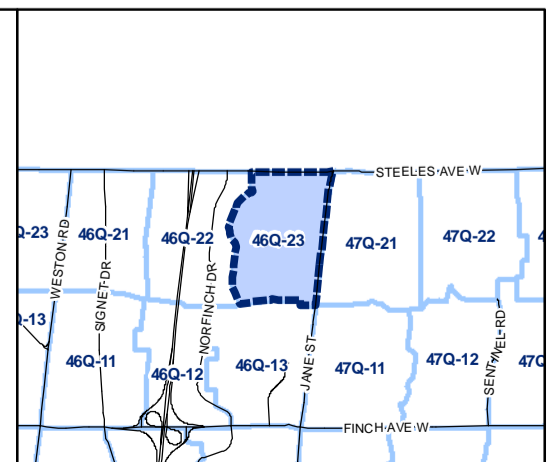 STEELES AVE W
Q-23
WESTON RD
46Q-21
SIGNET DR
46Q-22
NORFINCH DR
46Q-23
47Q-21
47Q-22
4
Q-13
46Q-11
46Q-12
46Q-13
JANE ST
47Q-11
47Q-12
SENTINEL RD
47Q
FINCH AVE W